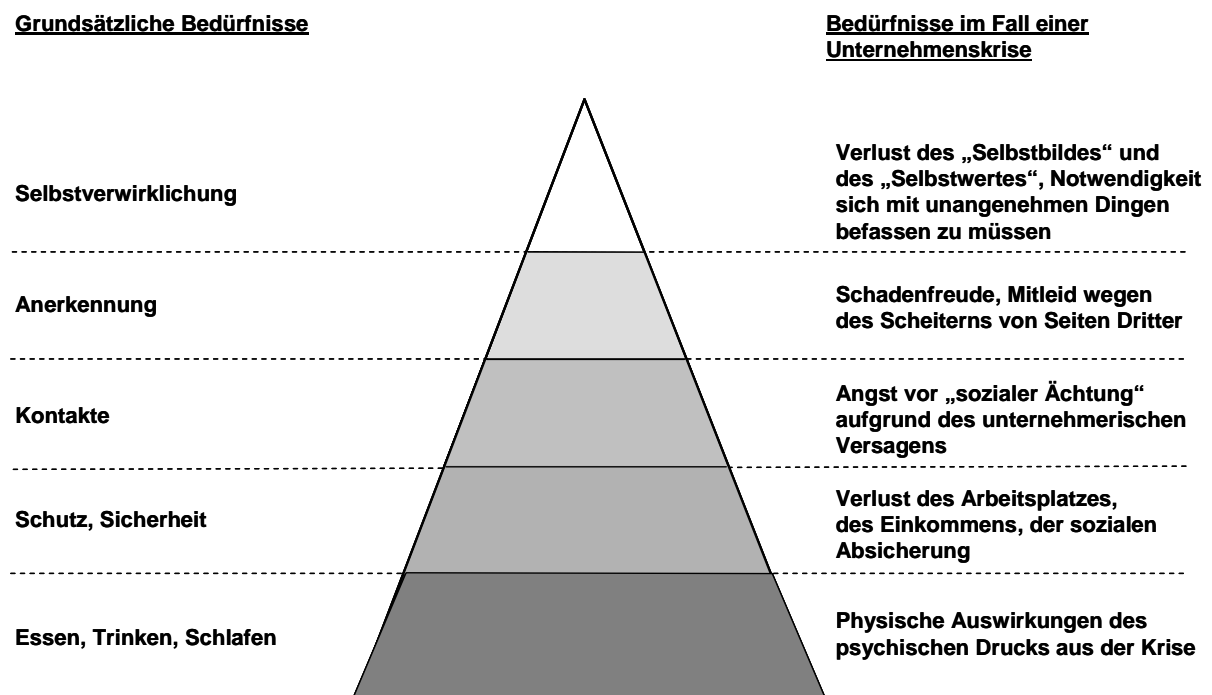 Grundsätzliche Bedürfnisse
Bedürfnisse im Fall einer
Unternehmenskrise
Selbstverwirklichung
Verlust des „Selbstbildes“ und
des „Selbstwertes“, Notwendigkeit
sich mit unangenehmen Dingen
befassen zu müssen
Anerkennung
Schadenfreude, Mitleid wegen
des Scheiterns von Seiten Dritter
Kontakte
Angst vor „sozialer Ächtung“
aufgrund des unternehmerischen
Versagens
Schutz, Sicherheit
Verlust des Arbeitsplatzes,
des Einkommens, der sozialen
Absicherung
Essen, Trinken, Schlafen
Physische Auswirkungen des
psychischen Drucks aus der Krise